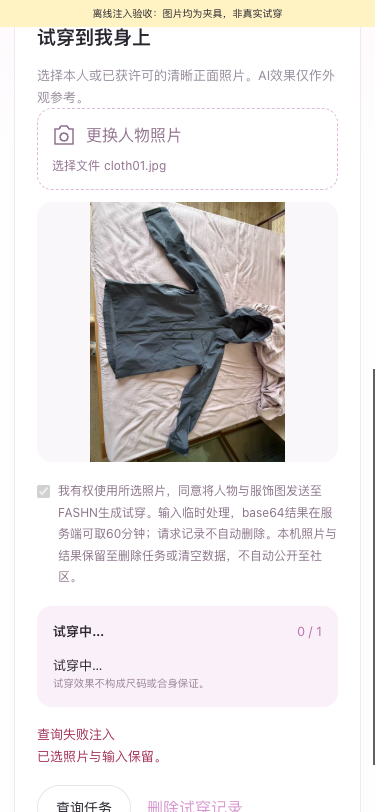 离线注入验收：图片均为夹具，非真实试穿
试穿到我身上
选择本人或已获许可的清晰正面照片。AI效果仅作外
观参考。
更换人物照片
选择文件 cloth01.jpg
我有权使用所选照片，同意将人物与服饰图发送至
FASHN生成试穿。输入临时处理，base64结果在服
务端可取60分钟；请求记录不自动删除。本机照片与
结果保留至删除任务或清空数据，不自动公开至社
区。
试穿中... 0 / 1
试穿中...
试穿效果不构成尺码或合身保证。
查询失败注入
已选照片与输入保留。
查询任务 删除试穿记录